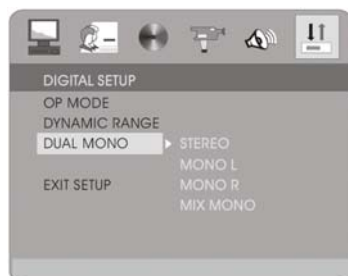 DIGITAL SETUP
OP MODE
DYNAMIC RANGE
DUAL MONO STEREO
MONO L
EXIT SETUP MONO R
MIX MONO